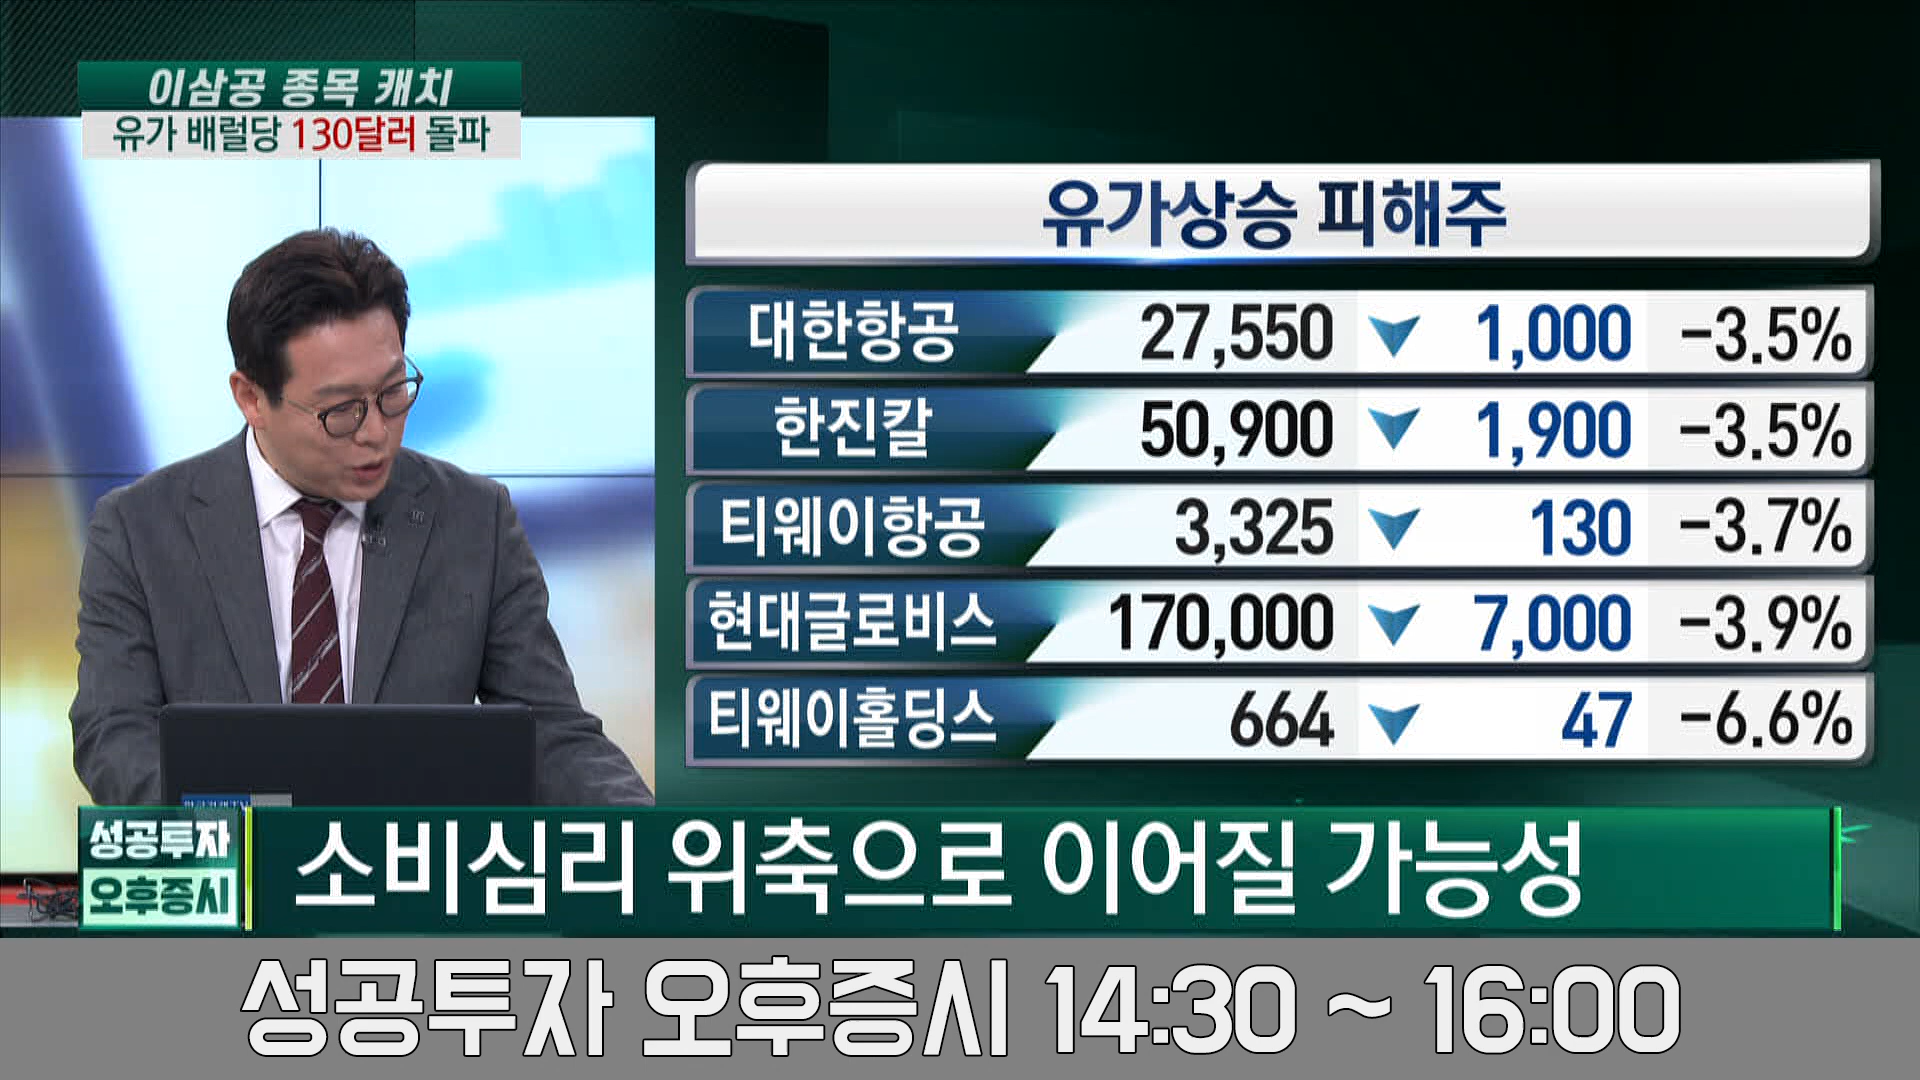 이삼공 종목 캐치
유가 배럴당 130달러 돌파
유가상승 피해주
대한항공 27,550 ▼ 1,000 -3.5%
한진칼 50,900 ▼ 1,900 -3.5%
티웨이항공 3,325 ▼ 130 -3.7%
현대글로비스 170,000 ▼ 7,000 -3.9%
티웨이홀딩스 664 ▼ 47 -6.6%
성공투자
오후증시
소비심리 위축으로 이어질 가능성
성공투자 오후증시 14:30 ~ 16:00